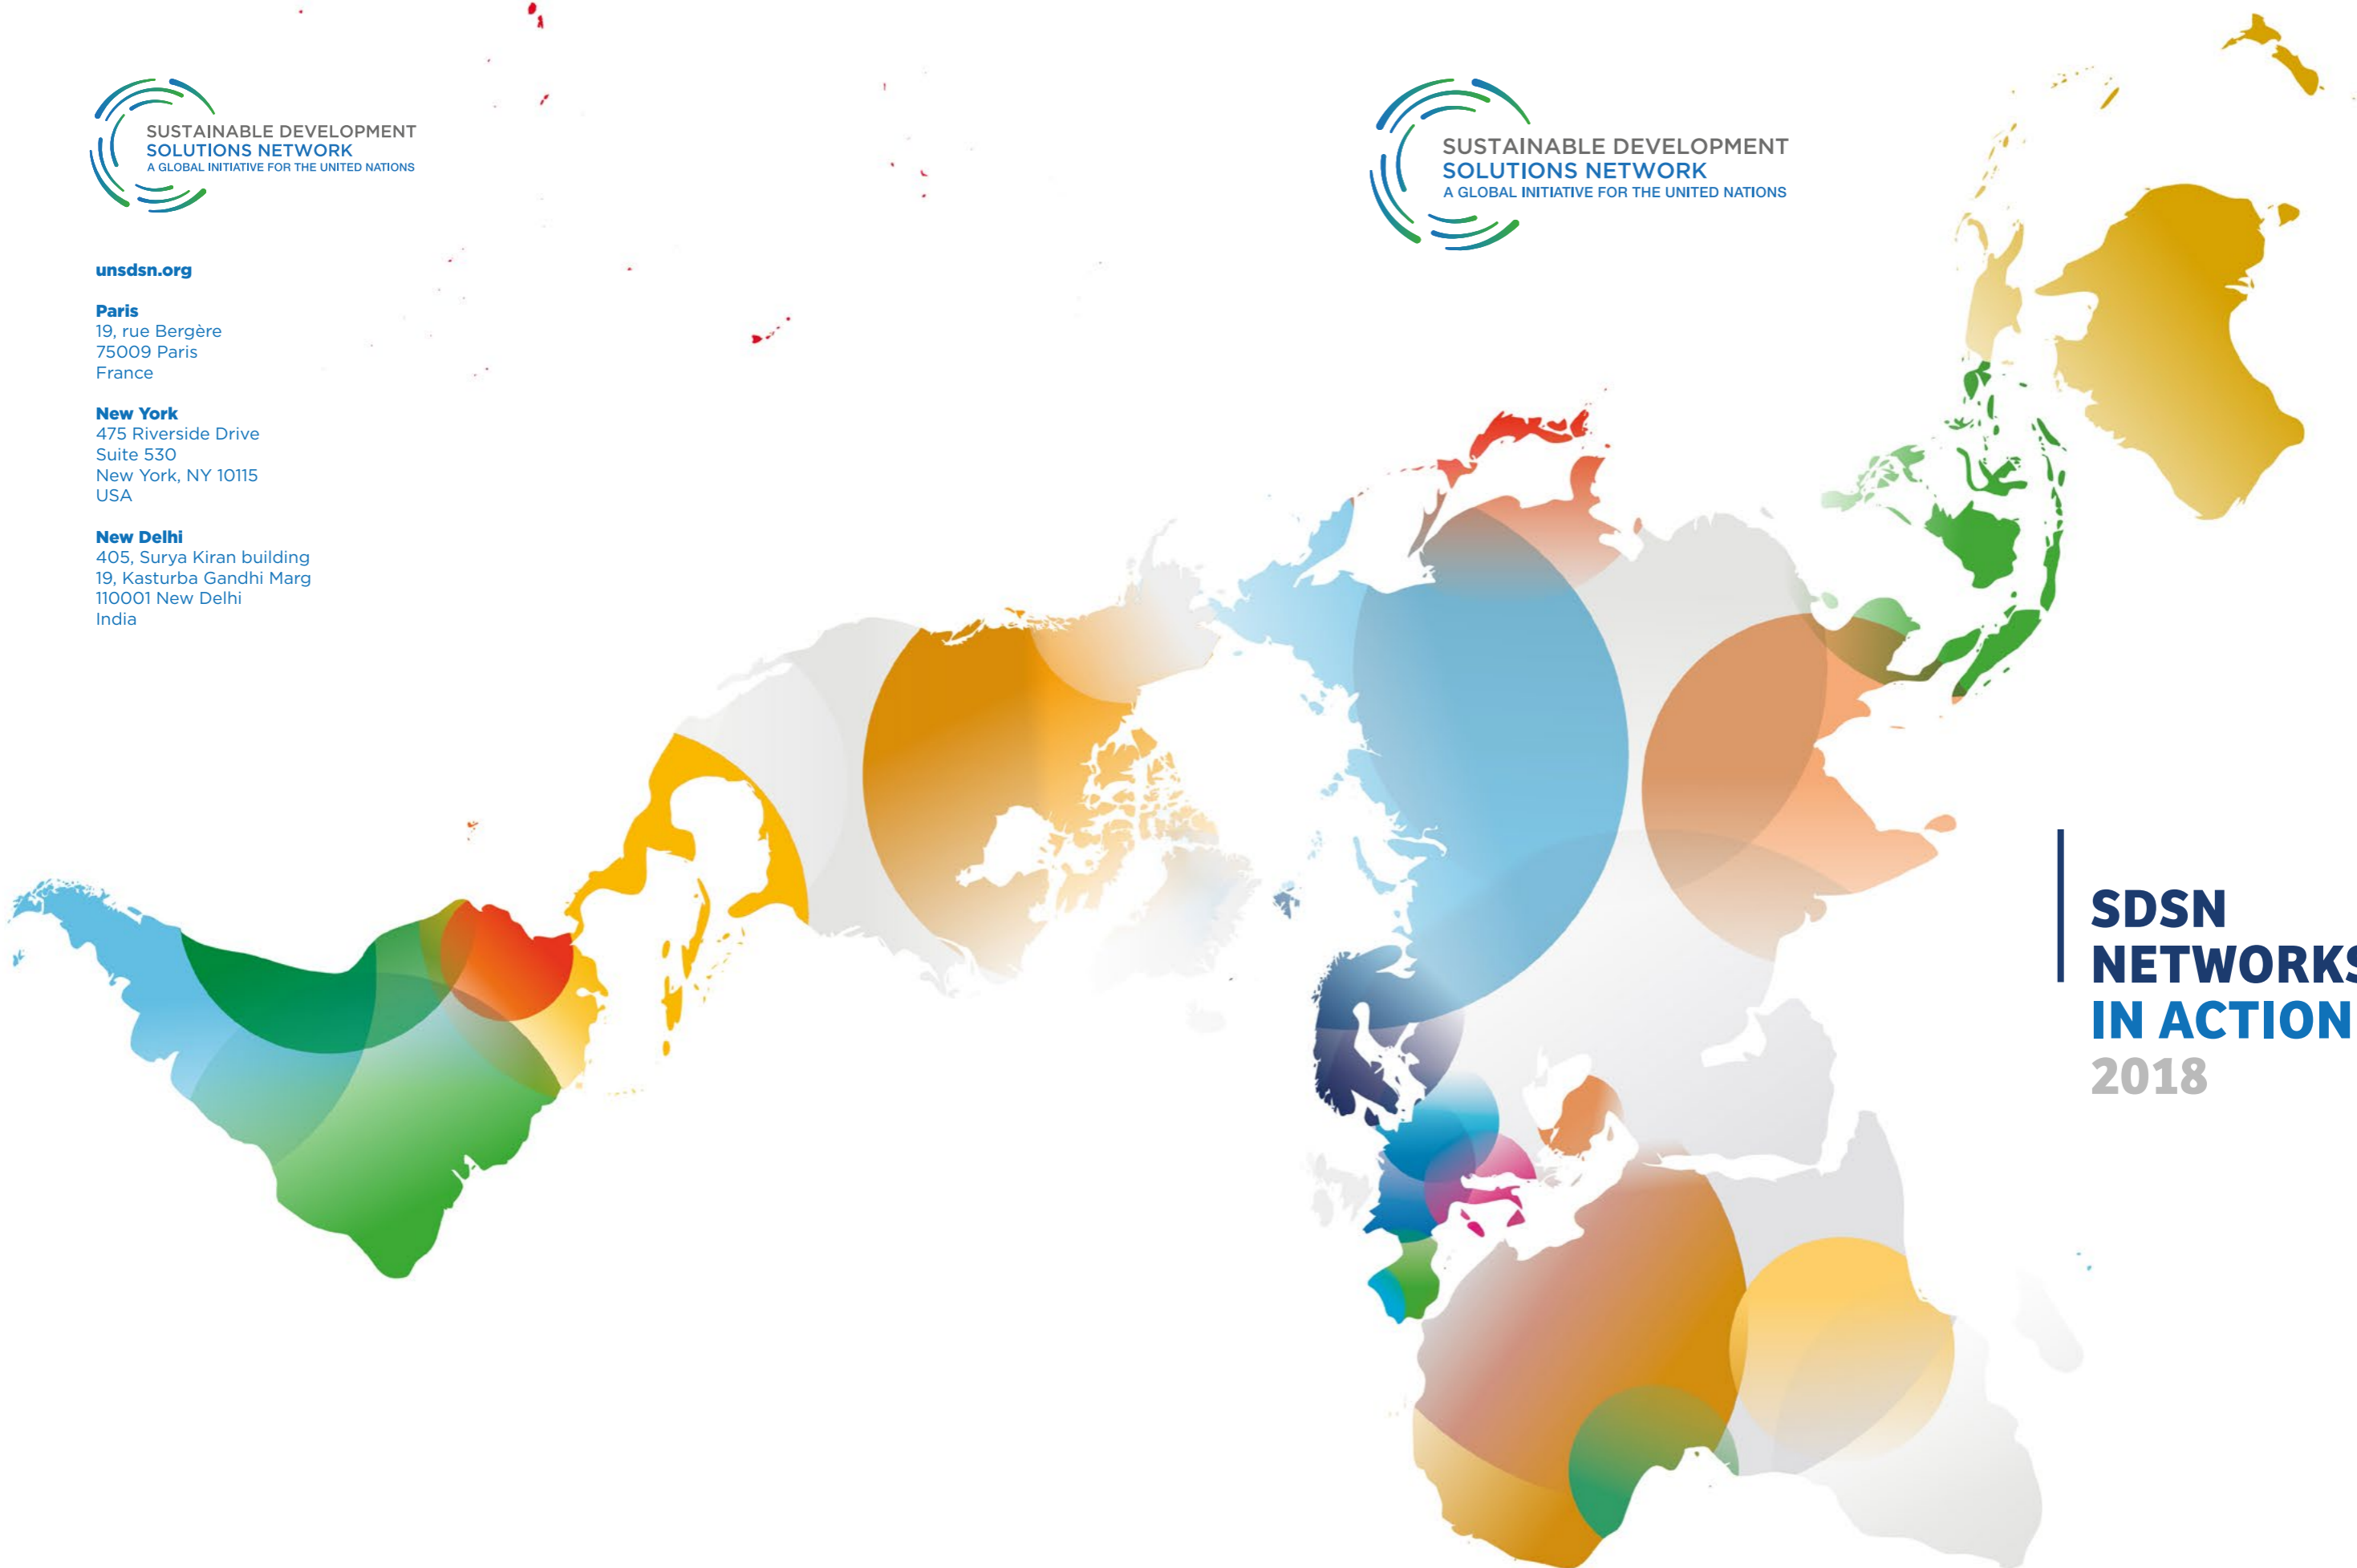 SUSTAINABLE DEVELOPMENT
SOLUTIONS NETWORK
A GLOBAL INITIATIVE FOR THE UNITED NATIONS
unsdsn.org
Paris
19, rue Bergère
75009 Paris
France
New York
475 Riverside Drive
Suite 530
New York, NY 10115
USA
New Delhi
405, Surya Kiran building
19, Kasturba Gandhi Marg
110001 New Delhi
India
SUSTAINABLE DEVELOPMENT
SOLUTIONS NETWORK
A GLOBAL INITIATIVE FOR THE UNITED NATIONS
SDSN
NETWORKS
IN ACTION
2018